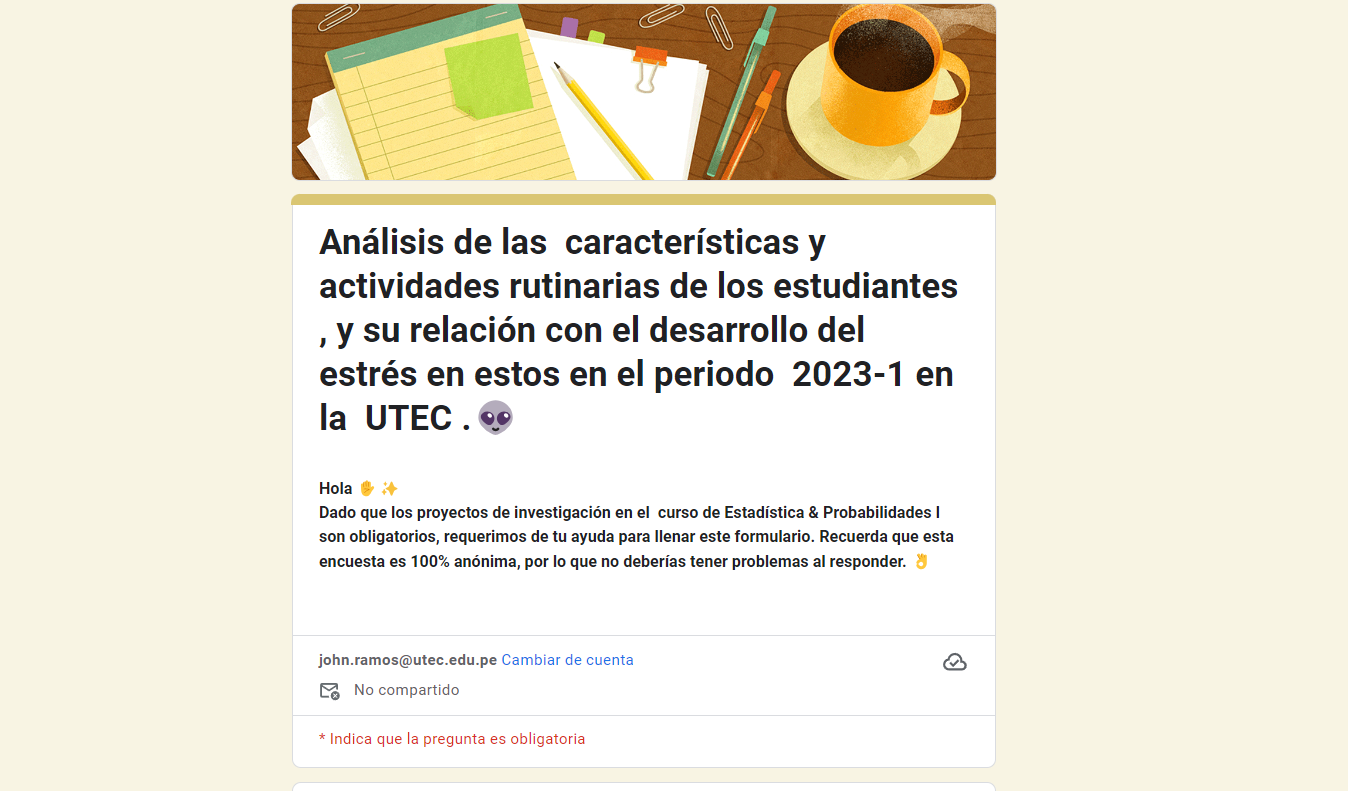 Análisis de las  características y
actividades rutinarias de los estudiantes
, y su relación con el desarrollo del
estrés en estos en el periodo  2023-1 en
la  UTEC . 👽
Hola ✋ ✨
Dado que los proyectos de investigación en el  curso de Estadística & Probabilidades I
son obligatorios, requerimos de tu ayuda para llenar este formulario. Recuerda que esta
encuesta es 100% anónima, por lo que no deberías tener problemas al responder. 👌
john.ramos@utec.edu.pe Cambiar de cuenta
No compartido
* Indica que la pregunta es obligatoria